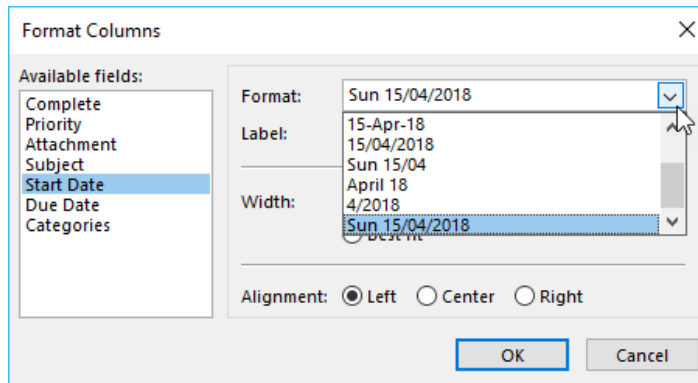 Format Columns
Available fields:
Complete
Priority
Attachment
Subject
Start Date
Due Date
Categories
Format:
Sun 15/04/2018
Label:
15-Apr-18
15/04/2018
Sun 15/04
April 18
4/2018
Sun 15/04/2018
Width:
Best fit
Alignment:
Left
Center
Right
OK
Cancel